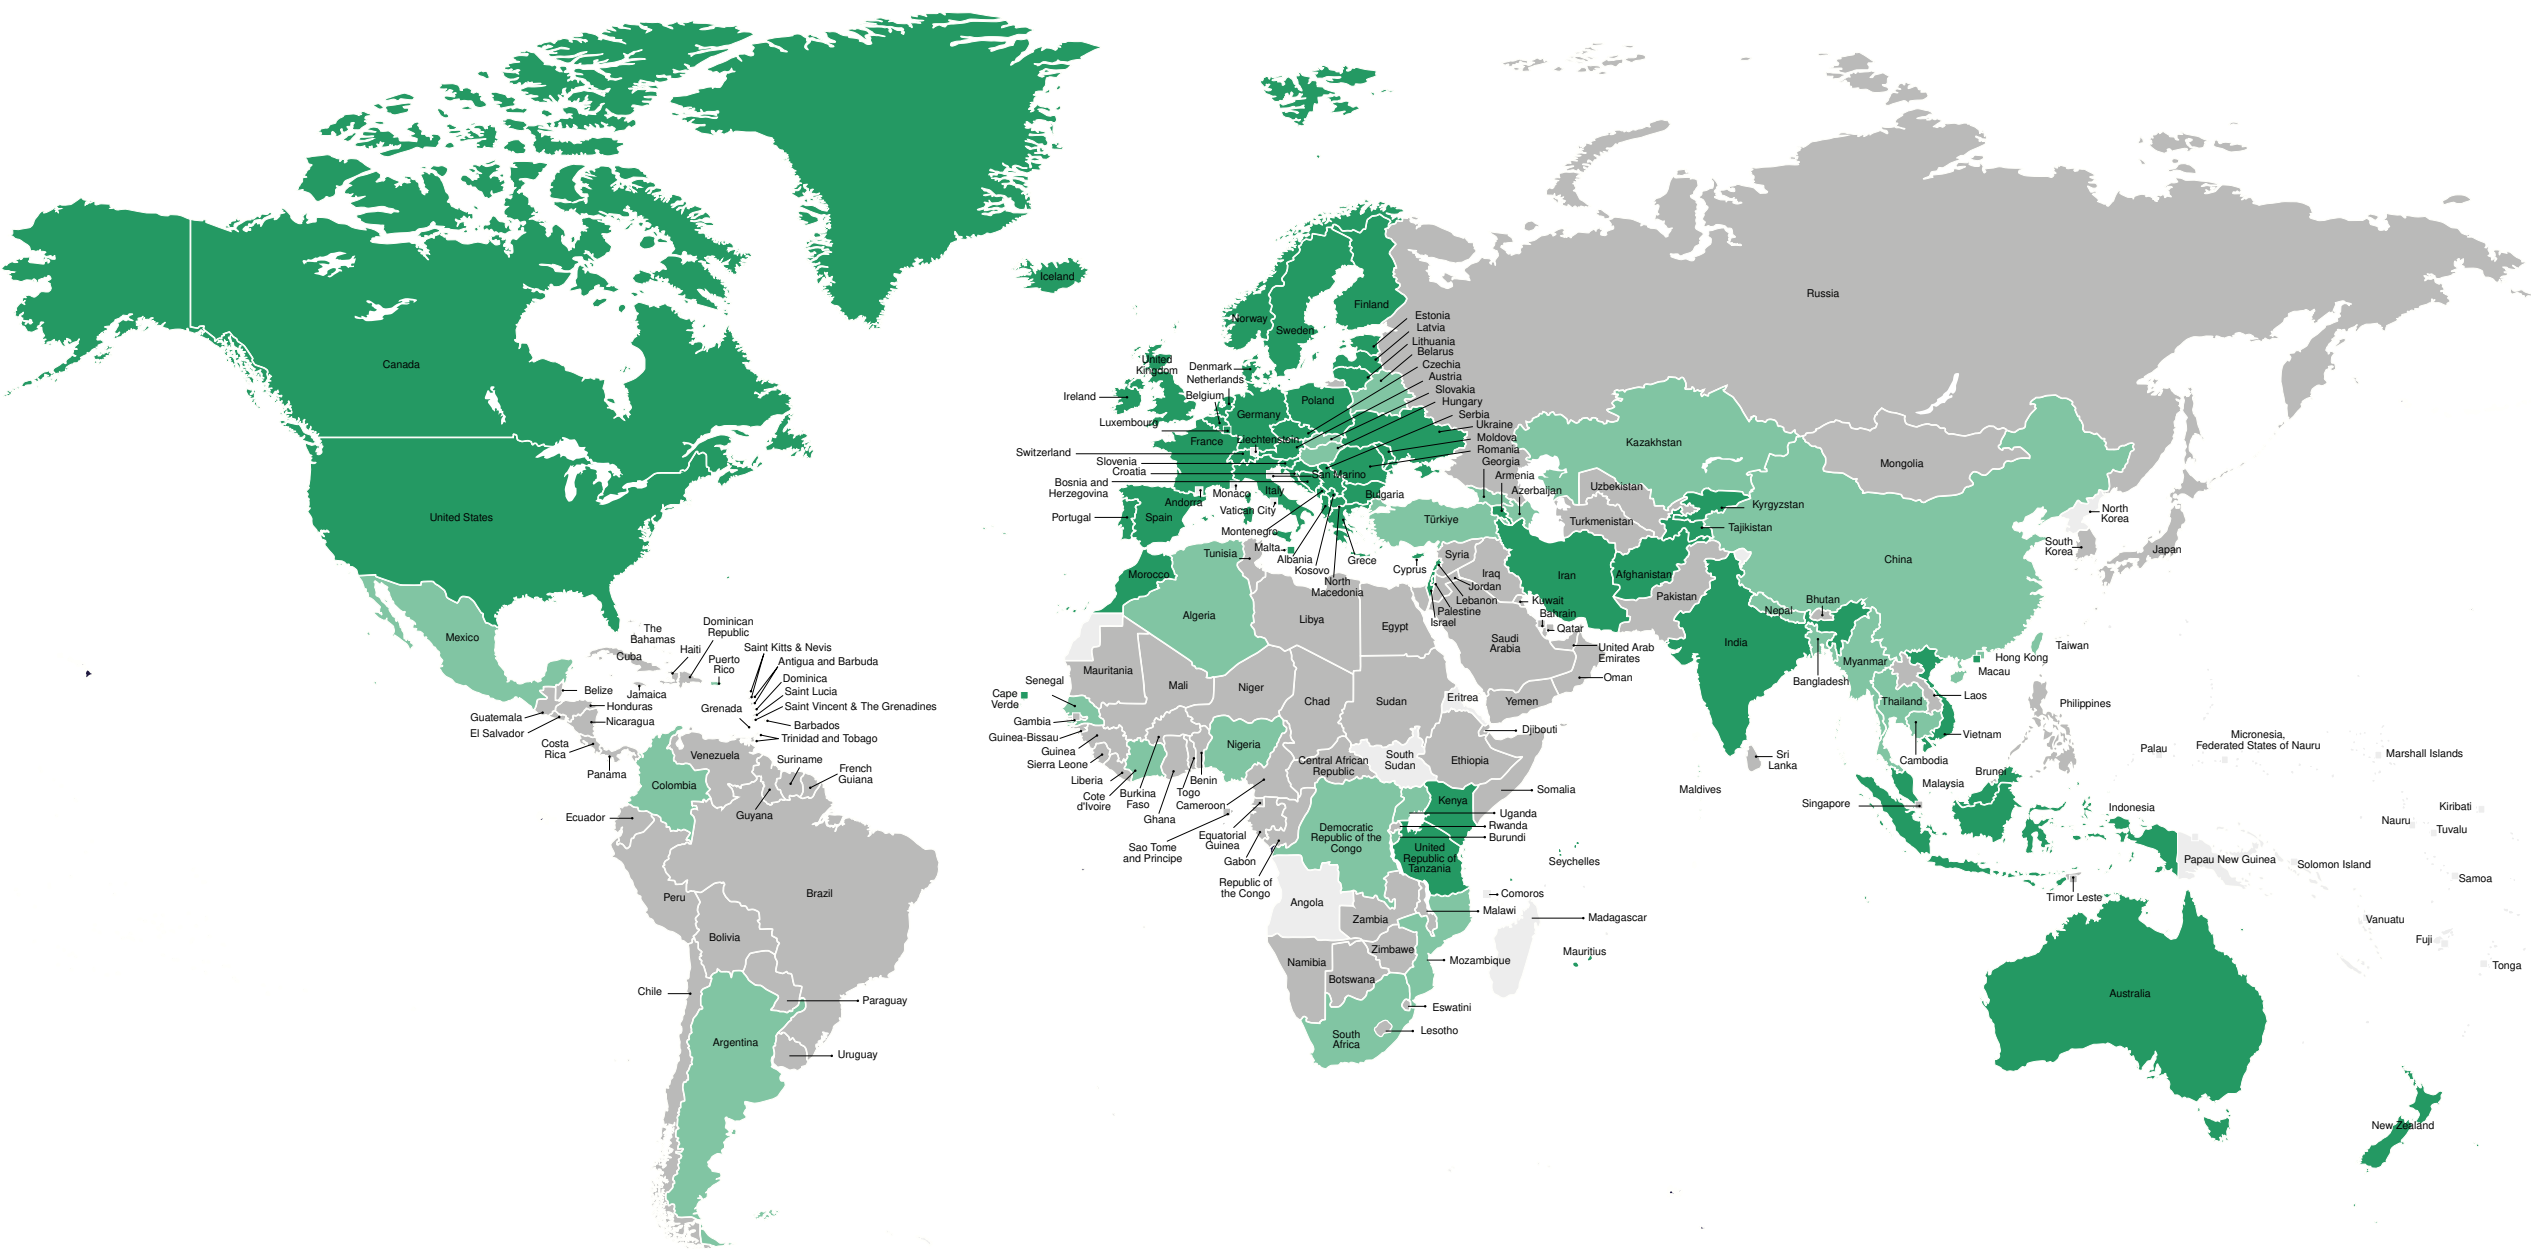 Canada
United States
Mexico
The
Bahamas
Cuba
Haiti
Dominican
Republic
Puerto
Rico
Jamaica
Saint Kitts & Nevis
Antigua and Barbuda
Dominica
Saint Lucia
Saint Vincent & The Grenadines
Grenada
Barbados
Trinidad and Tobago
Belize
Honduras
Guatemala
Nicaragua
El Salvador
Costa
Rica
Panama
Venezuela
Suriname
French
Guiana
Colombia
Guyana
Ecuador
Peru
Brazil
Bolivia
Chile
Paraguay
Argentina
Uruguay
Iceland
Norway
Sweden
Finland
Estonia
Latvia
Lithuania
Belarus
Czechia
Austria
Slovakia
Hungary
Serbia
Ukraine
Moldova
Romania
Georgia
Armenia
Azerbaijan
United
Kingdom
Denmark
Netherlands
Ireland
Belgium
Poland
Germany
Luxembourg
France
Liechtenstein
Switzerland
Slovenia
Croatia
San Marino
Bosnia and
Herzegovina
Andorra
Monaco
Italy
Bulgaria
Portugal
Spain
Vatican City
Montenegro
Türkiye
Malta
Albania
Kosovo
North
Macedonia
Greece
Cyprus
Tunisia
Morocco
Algeria
Libya
Egypt
Syria
Iraq
Jordan
Lebanon
Palestine
Israel
Kuwait
Bahrain
Qatar
Saudi
Arabia
United Arab
Emirates
Oman
Yemen
Iran
Afghanistan
Pakistan
Turkmenistan
Uzbekistan
Kazakhstan
Kyrgyzstan
Tajikistan
Russia
Mongolia
China
North
Korea
South
Korea
Japan
India
Nepal
Bhutan
Bangladesh
Myanmar
Hong Kong
Macau
Taiwan
Laos
Thailand
Vietnam
Cambodia
Philippines
Sri
Lanka
Maldives
Malaysia
Brunei
Singapore
Indonesia
Timor Leste
Palau
Micronesia,
Federated States of Nauru
Marshall Islands
Kiribati
Nauru
Tuvalu
Papau New Guinea
Solomon Island
Samoa
Vanuatu
Fuji
Tonga
Australia
New Zealand
Senegal
Cape
Verde
Gambia
Guinea-Bissau
Guinea
Sierra Leone
Liberia
Cote
d'Ivoire
Burkina
Faso
Ghana
Togo
Benin
Mauritania
Mali
Niger
Nigeria
Chad
Sudan
Eritrea
Djibouti
Ethiopia
South
Sudan
Central African
Republic
Cameroon
Sao Tome
and Principe
Equatorial
Guinea
Gabon
Republic of
the Congo
Democratic
Republic of the
Congo
Kenya
Somalia
Uganda
Rwanda
Burundi
United
Republic of
Tanzania
Seychelles
Comoros
Malawi
Madagascar
Mauritius
Angola
Zambia
Zimbawe
Mozambique
Namibia
Botswana
Eswatini
Lesotho
South
Africa